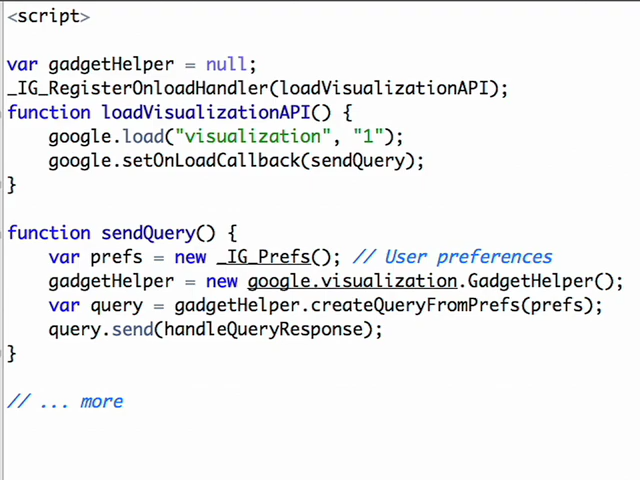 <script>
var gadgetHelper = null;
_IG_RegisterOnloadHandler(loadVisualizationAPI);
function loadVisualizationAPI() {
google.load("visualization", "1");
google.setOnLoadCallback(sendQuery);
}
function sendQuery() {
var prefs = new _IG_Prefs(); // User preferences
gadgetHelper = new google.visualization.GadgetHelper();
var query = gadgetHelper.createQueryFromPrefs(prefs);
query.send(handleQueryResponse);
}
// ... more